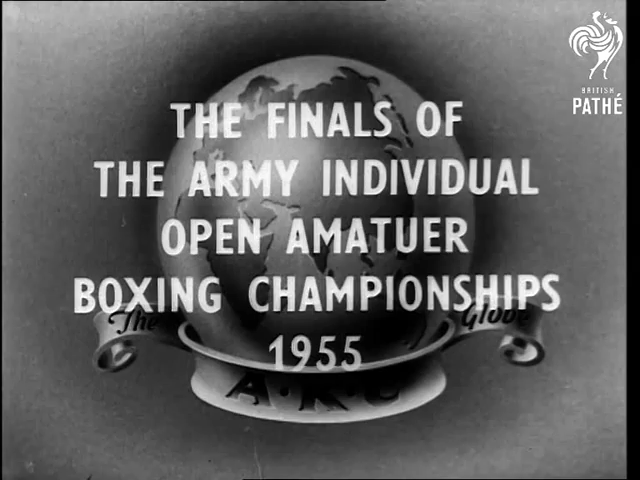 BRITISH
PATHÉ
THE FINALS OF
THE ARMY INDIVIDUAL
OPEN AMATUER
BOXING CHAMPIONSHIPS
1955
The Globe
A·K·C